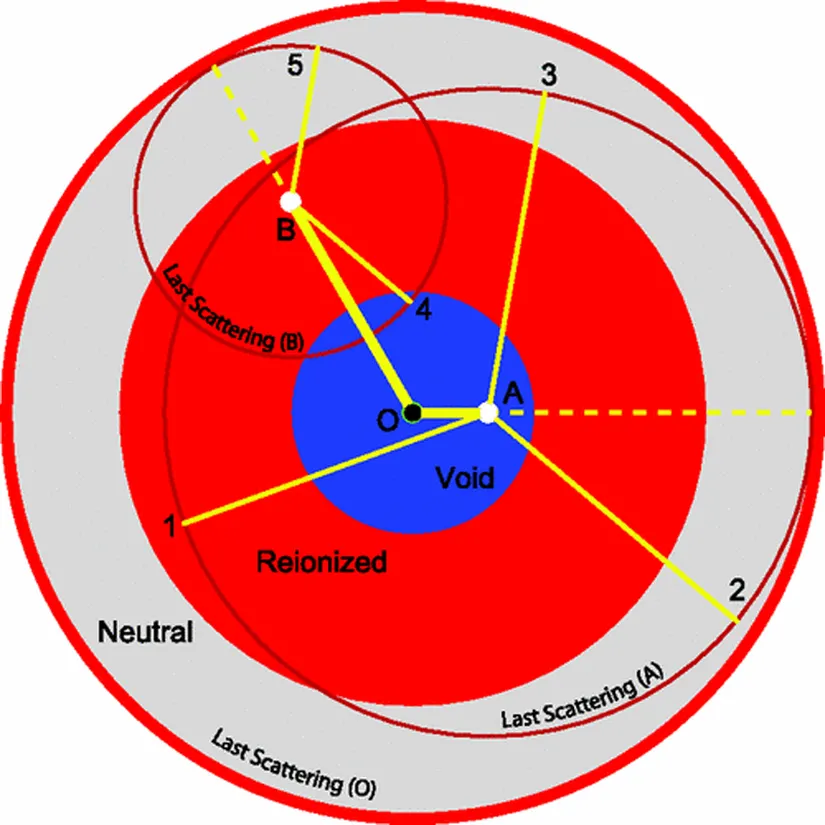 5
3
B
Last Scattering (B)
4
A
O
Void
1
Reionized
2
Neutral
Last Scattering (A)
Last Scattering (O)